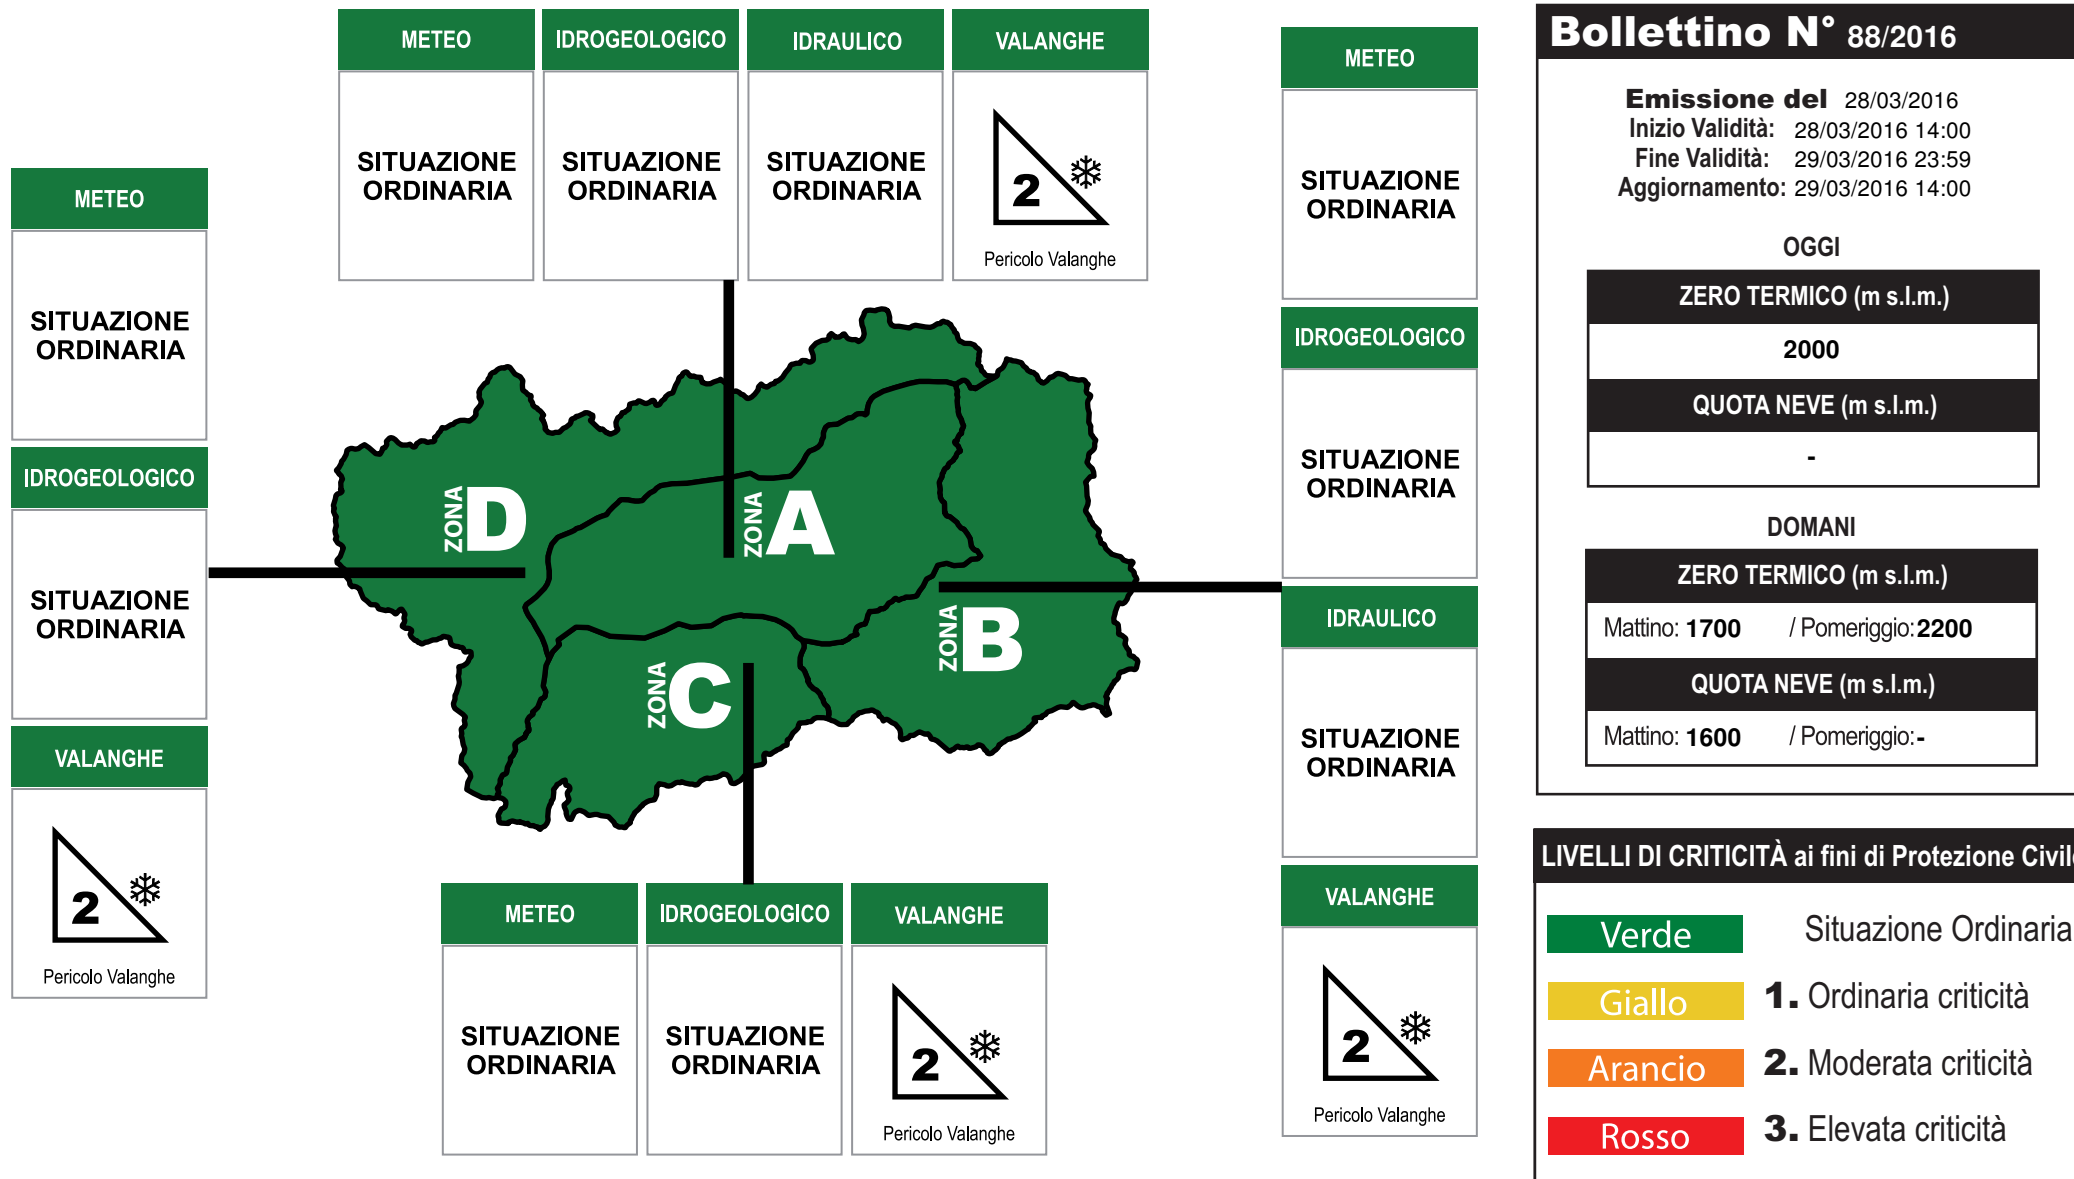 METEO
SITUAZIONE
ORDINARIA
IDROGEOLOGICO
SITUAZIONE
ORDINARIA
VALANGHE
2
Pericolo Valanghe
METEO
IDROGEOLOGICO
IDRAULICO
VALANGHE
SITUAZIONE
ORDINARIA
SITUAZIONE
ORDINARIA
SITUAZIONE
ORDINARIA
2
Pericolo Valanghe
ZONA D
ZONA A
ZONA B
ZONA C
METEO
IDROGEOLOGICO
VALANGHE
SITUAZIONE
ORDINARIA
SITUAZIONE
ORDINARIA
2
Pericolo Valanghe
METEO
SITUAZIONE
ORDINARIA
IDROGEOLOGICO
SITUAZIONE
ORDINARIA
IDRAULICO
SITUAZIONE
ORDINARIA
VALANGHE
2
Pericolo Valanghe
Bollettino N° 88/2016
Emissione del 28/03/2016
Inizio Validità: 28/03/2016 14:00
Fine Validità: 29/03/2016 23:59
Aggiornamento: 29/03/2016 14:00
OGGI
ZERO TERMICO (m s.l.m.)
2000
QUOTA NEVE (m s.l.m.)
-
DOMANI
ZERO TERMICO (m s.l.m.)
Mattino: 1700 / Pomeriggio: 2200
QUOTA NEVE (m s.l.m.)
Mattino: 1600 / Pomeriggio: -
LIVELLI DI CRITICITÀ ai fini di Protezione Civile
Verde Situazione Ordinaria
Giallo 1. Ordinaria criticità
Arancio 2. Moderata criticità
Rosso 3. Elevata criticità